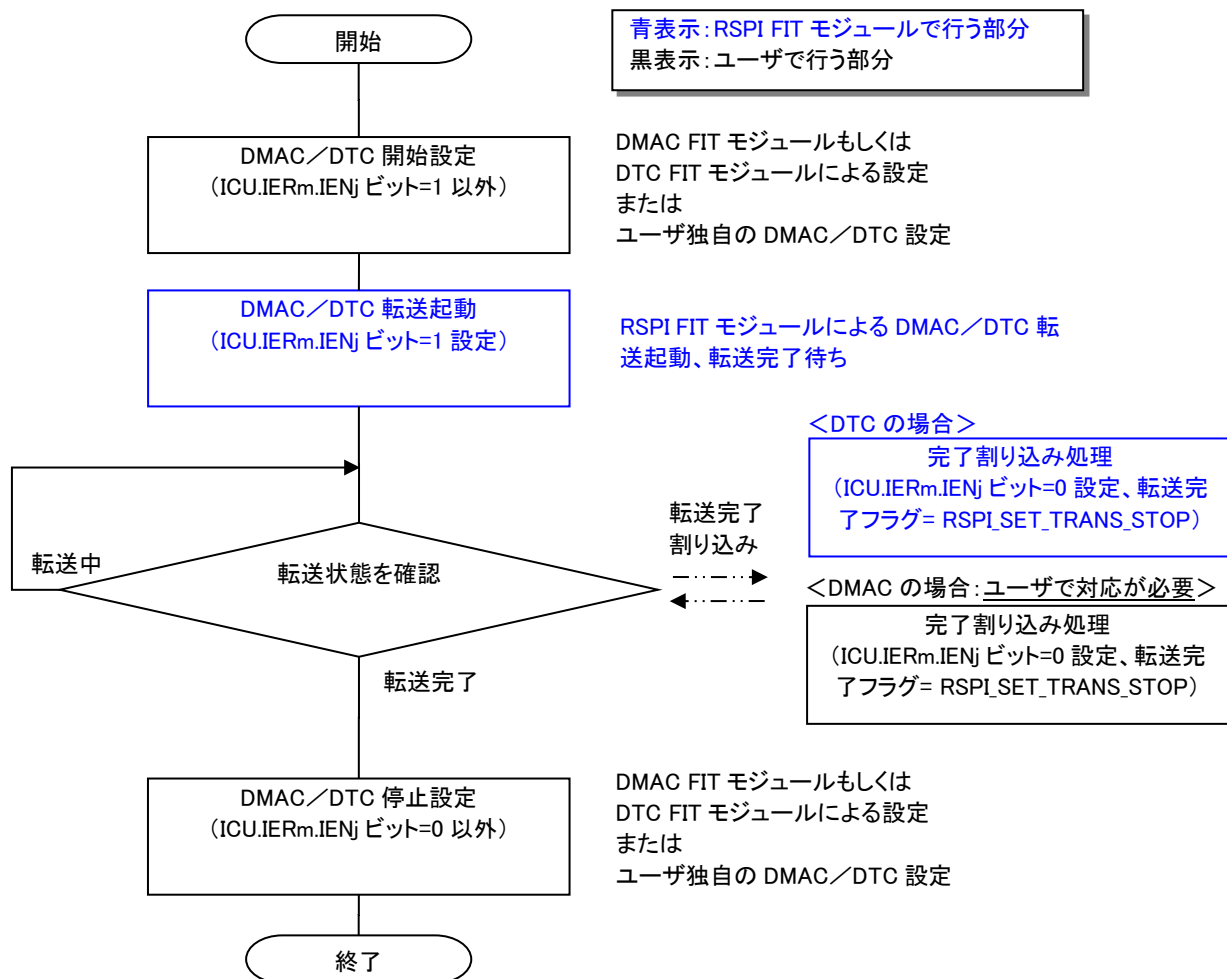 開始
青表示：RSPI FIT モジュールで行う部分
黒表示：ユーザで行う部分
DMAC／DTC 開始設定
（ICU.IERm.IENj ビット=1 以外）
DMAC FIT モジュールもしくは
DTC FIT モジュールによる設定
または
ユーザ独自の DMAC／DTC 設定
DMAC／DTC 転送起動
（ICU.IERm.IENj ビット=1 設定）
RSPI FIT モジュールによる DMAC／DTC 転
送起動、転送完了待ち
＜DTC の場合＞
完了割り込み処理
（ICU.IERm.IENj ビット=0 設定、転送完
了フラグ= RSPI_SET_TRANS_STOP）
転送完了
割り込み
転送中
転送状態を確認
＜DMAC の場合：ユーザで対応が必要＞
完了割り込み処理
（ICU.IERm.IENj ビット=0 設定、転送完
了フラグ= RSPI_SET_TRANS_STOP）
転送完了
DMAC／DTC 停止設定
（ICU.IERm.IENj ビット=0 以外）
DMAC FIT モジュールもしくは
DTC FIT モジュールによる設定
または
ユーザ独自の DMAC／DTC 設定
終了